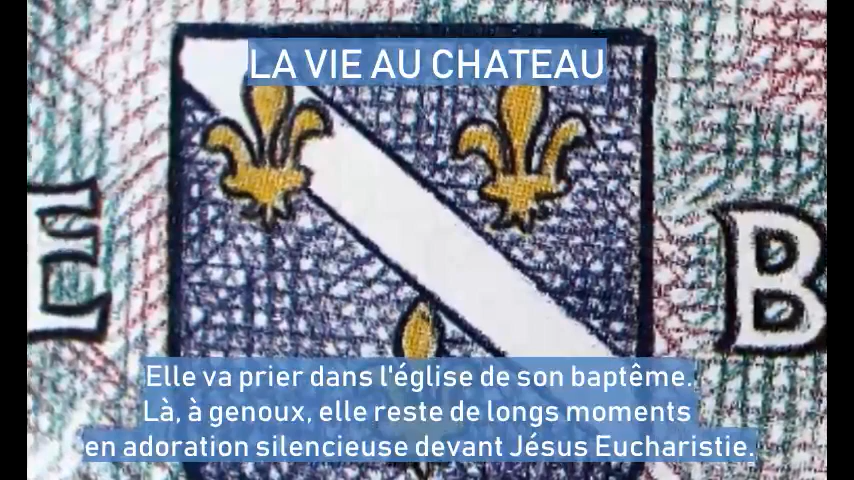 LA VIE AU CHATEAU
E B
Elle va prier dans l'église de son baptême.
Là, à genoux, elle reste de longs moments
en adoration silencieuse devant Jésus Eucharistie.